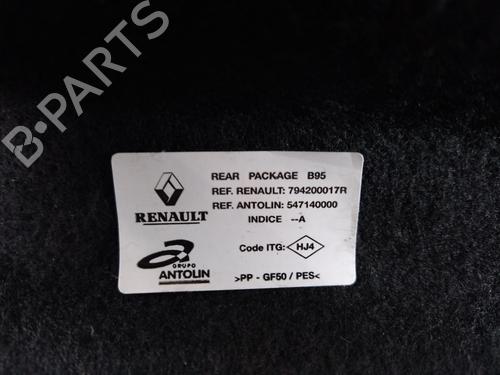 B-PARTS
REAR PACKAGE B95
REF. RENAULT: 794200017R
REF. ANTOLIN: 547140000
INDICE --A
RENAULT
Code ITG: HJ4
GRUPO
ANTOLIN
>PP - GF50 / PES<